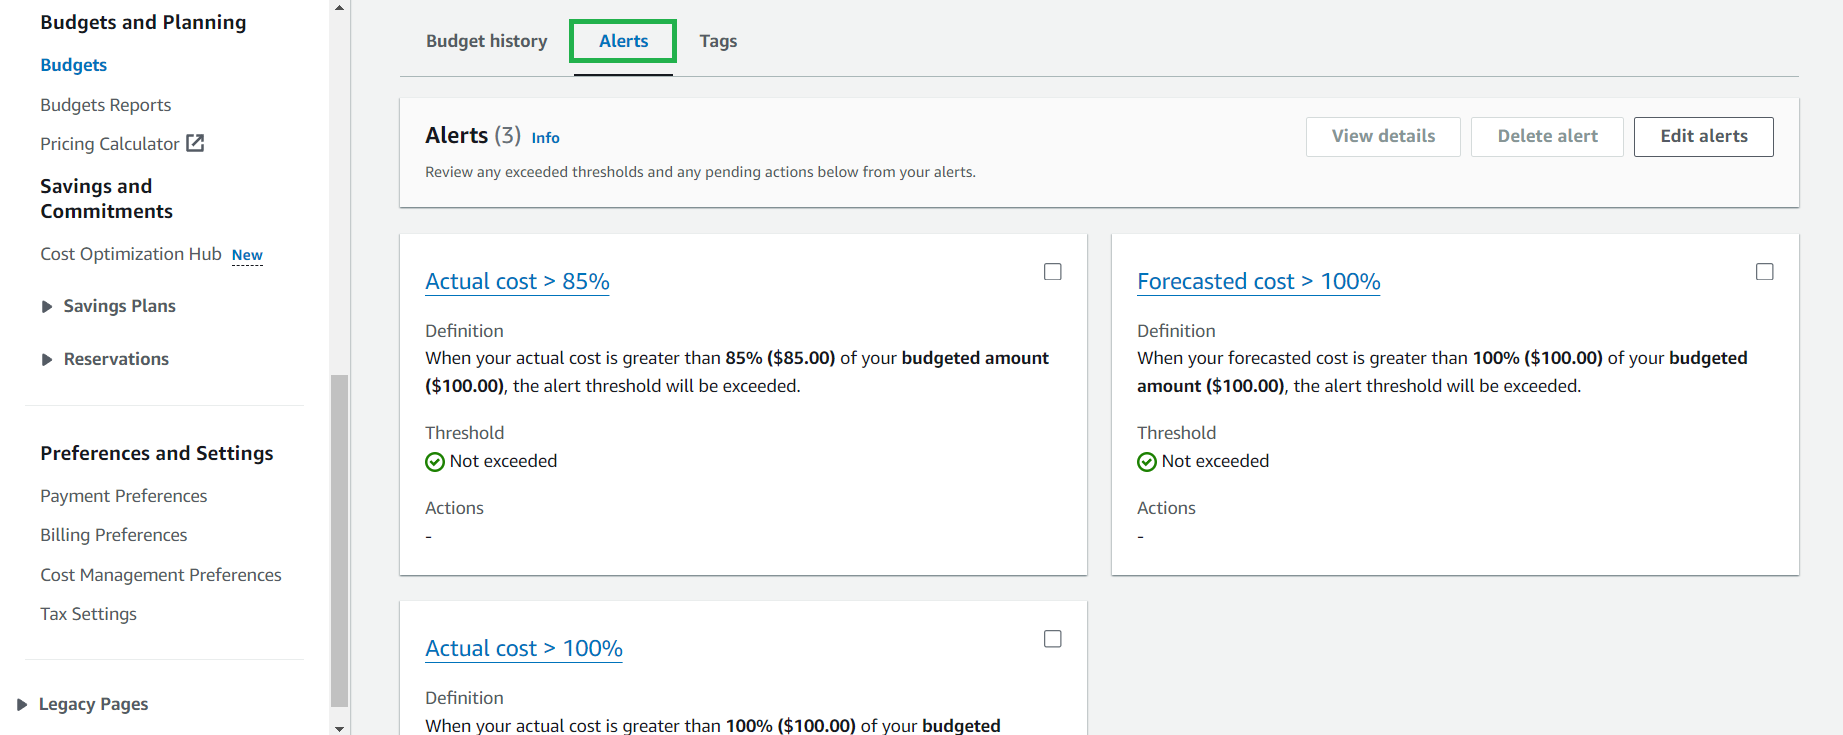 Budgets and Planning
Budgets
Budgets Reports
Pricing Calculator
Savings and
Commitments
Cost Optimization Hub New
Savings Plans
Reservations
Preferences and Settings
Payment Preferences
Billing Preferences
Cost Management Preferences
Tax Settings
Legacy Pages
Budget history Alerts Tags
Alerts (3) Info
View details Delete alert Edit alerts
Review any exceeded thresholds and any pending actions below from your alerts.
Actual cost > 85%
Definition
When your actual cost is greater than 85% ($85.00) of your budgeted amount
($100.00), the alert threshold will be exceeded.
Threshold
Not exceeded
Actions
-
Forecasted cost > 100%
Definition
When your forecasted cost is greater than 100% ($100.00) of your budgeted
amount ($100.00), the alert threshold will be exceeded.
Threshold
Not exceeded
Actions
-
Actual cost > 100%
Definition
When your actual cost is greater than 100% ($100.00) of your budgeted